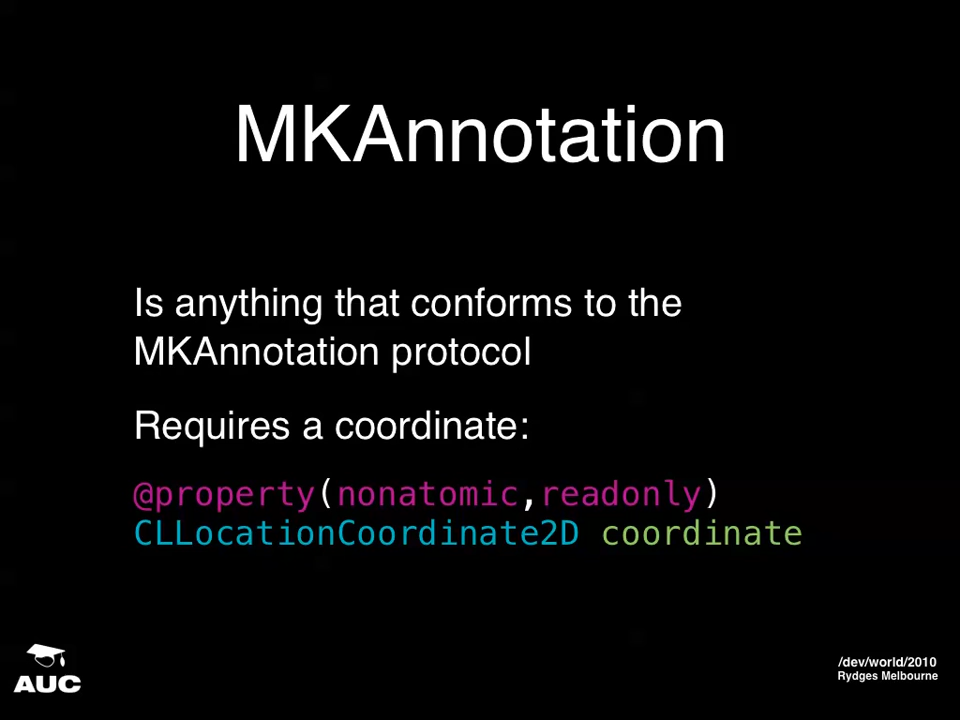 MKAnnotation
Is anything that conforms to the
MKAnnotation protocol
Requires a coordinate:
@property(nonatomic,readonly)
CLLocationCoordinate2D coordinate
AUC
/dev/world/2010
Rydges Melbourne